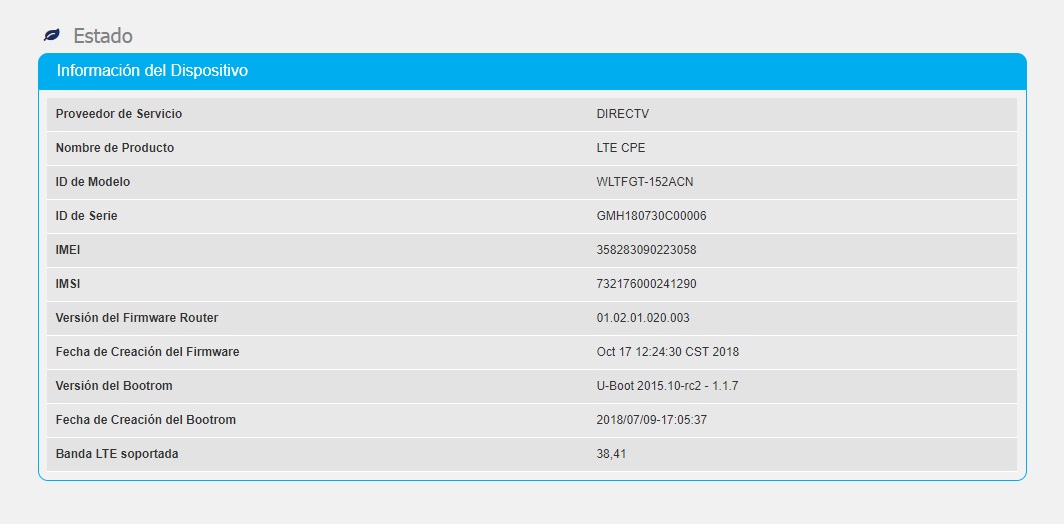 Estado
Información del Dispositivo
Proveedor de Servicio DIRECTV
Nombre de Producto LTE CPE
ID de Modelo WLTFGT-152ACN
ID de Serie GMH180730C00006
IMEI 358283090223058
IMSI 732176000241290
Versión del Firmware Router 01.02.01.020.003
Fecha de Creación del Firmware Oct 17 12:24:30 CST 2018
Versión del Bootrom U-Boot 2015.10-rc2 - 1.1.7
Fecha de Creación del Bootrom 2018/07/09-17:05:37
Banda LTE soportada 38,41